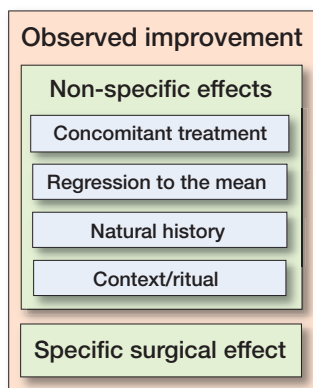 Observed improvement
Non-specific effects
Concomitant treatment
Regression to the mean
Natural history
Context/ritual
Specific surgical effect